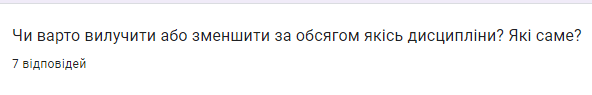 Чи варто вилучити або зменшити за обсягом якісь дисципліни? Які саме?
7 відповідей